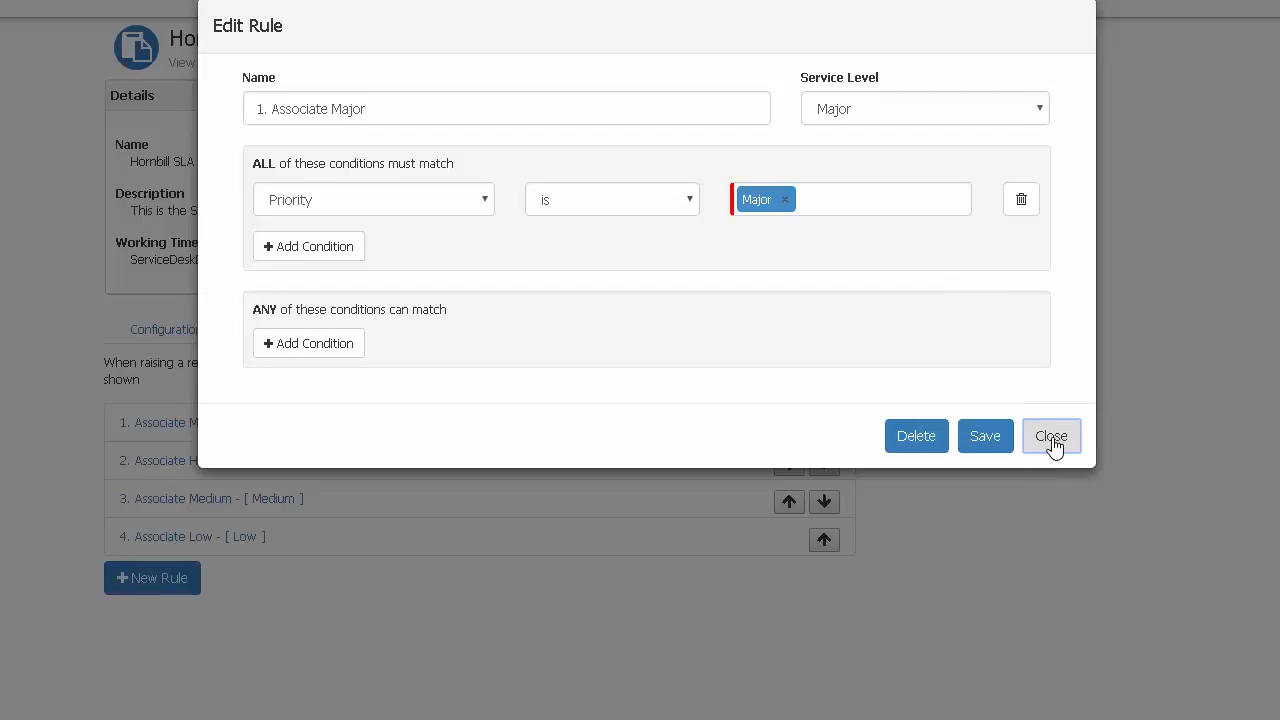 Edit Rule
Ho
View
Name
Service Level
1. Associate Major
Major
ALL of these conditions must match
Priority
is
Major ×
+ Add Condition
ANY of these conditions can match
+ Add Condition
Delete
Save
Close
Details
Name
Hornbill SLA
Description
This is the S
Working Time
ServiceDesk
Configuration
When raising a re
shown
1. Associate M
2. Associate H
3. Associate Medium - [ Medium ]
4. Associate Low - [ Low ]
+ New Rule